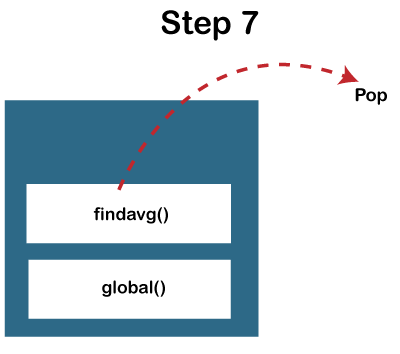 Step 7
Pop
findavg()
global()